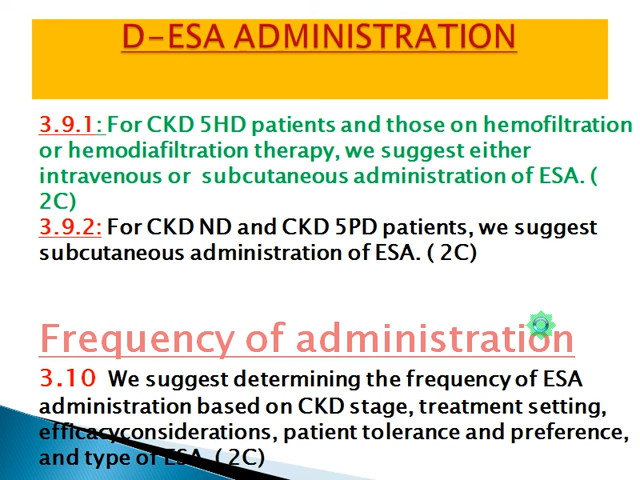 D-ESA ADMINISTRATION
3.9.1: For CKD 5HD patients and those on hemofiltration
or hemodiafiltration therapy, we suggest either
intravenous or subcutaneous administration of ESA. (
2C)
3.9.2: For CKD ND and CKD 5PD patients, we suggest
subcutaneous administration of ESA. ( 2C)
Frequency of administration
3.10 We suggest determining the frequency of ESA
administration based on CKD stage, treatment setting,
efficacyconsiderations, patient tolerance and preference,
and type of ESA. ( 2C)